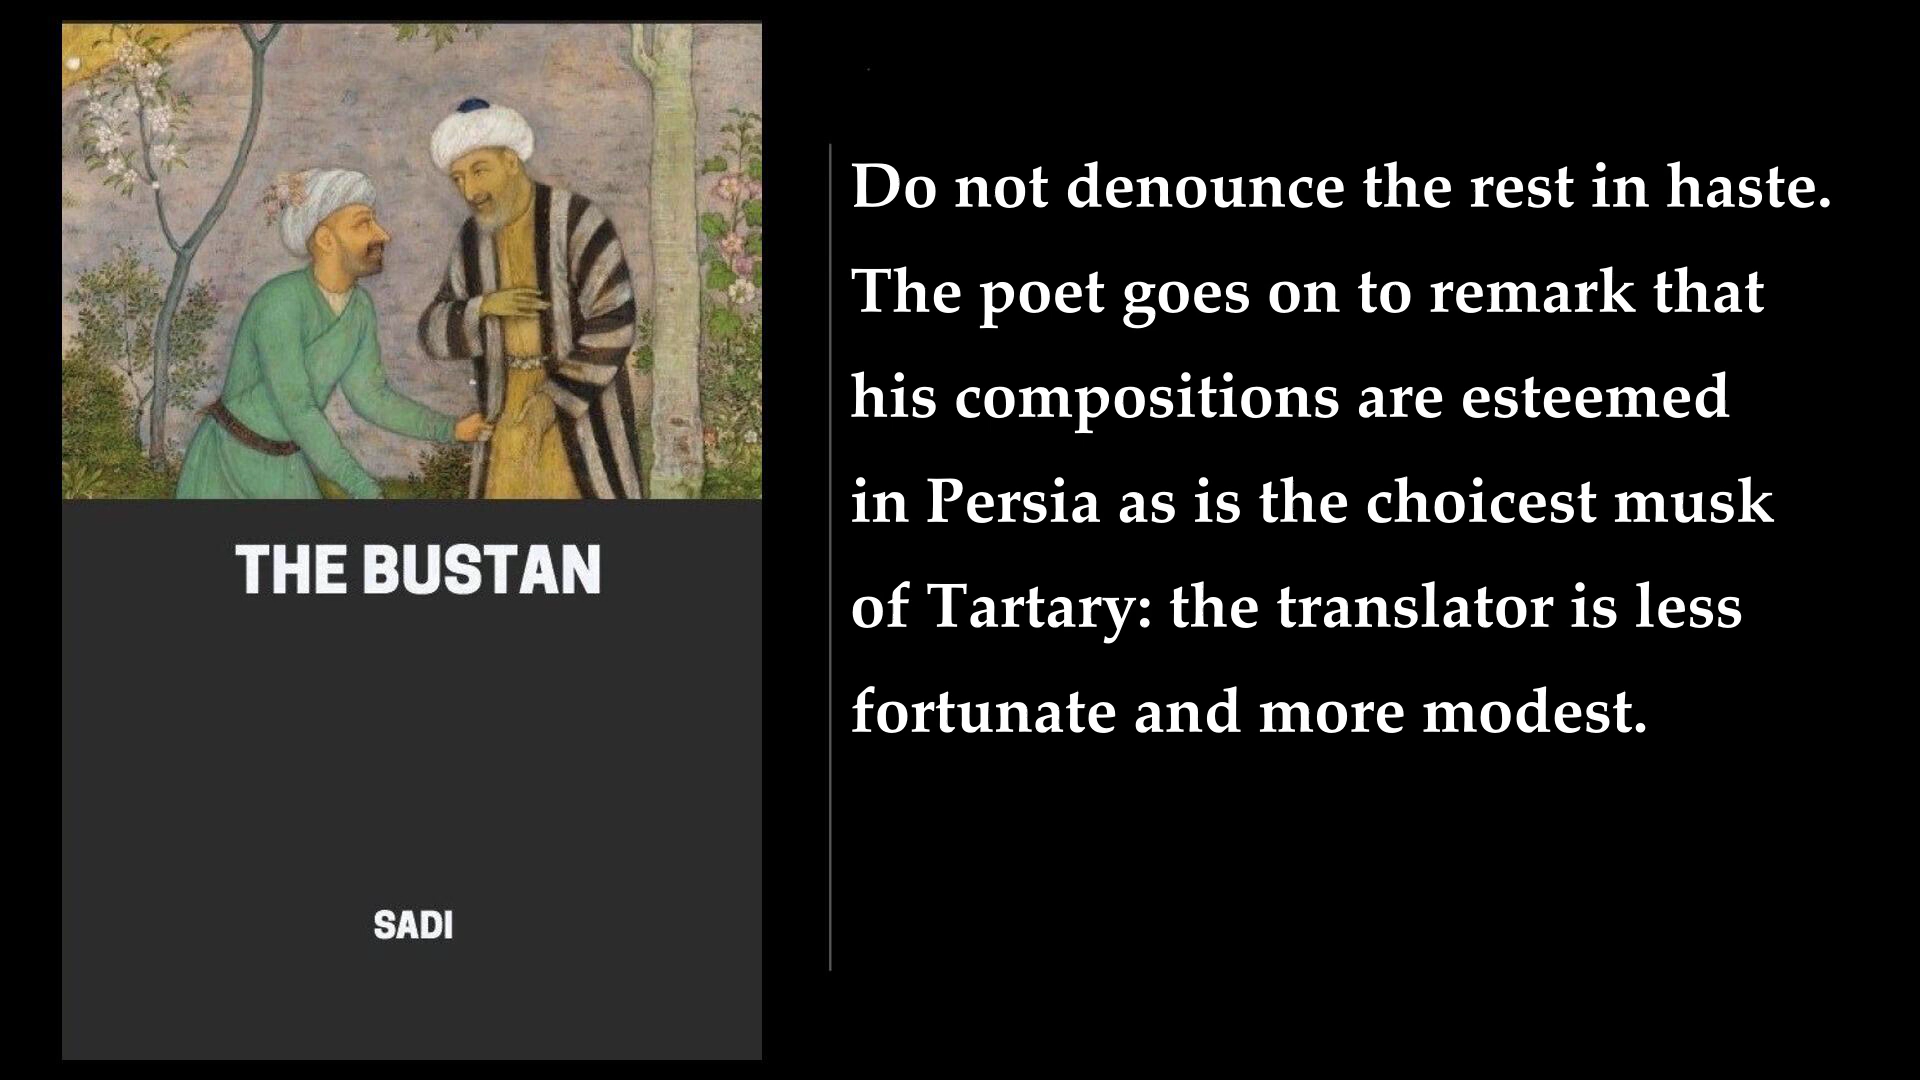 THE BUSTAN
SADI
Do not denounce the rest in haste.
The poet goes on to remark that
his compositions are esteemed
in Persia as is the choicest musk
of Tartary: the translator is less
fortunate and more modest.